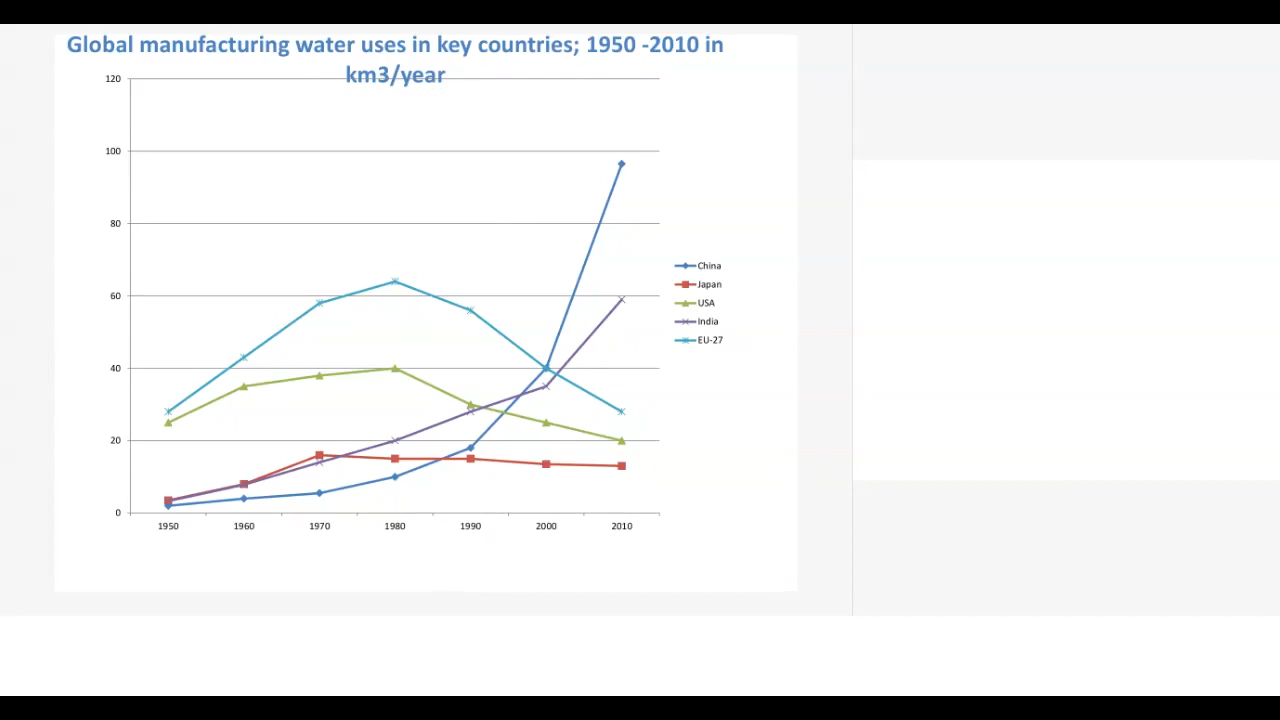 Global manufacturing water uses in key countries; 1950 -2010 in
km3/year
120
100
80
60
40
20
0
1950 1960 1970 1980 1990 2000 2010
China
Japan
USA
India
EU-27